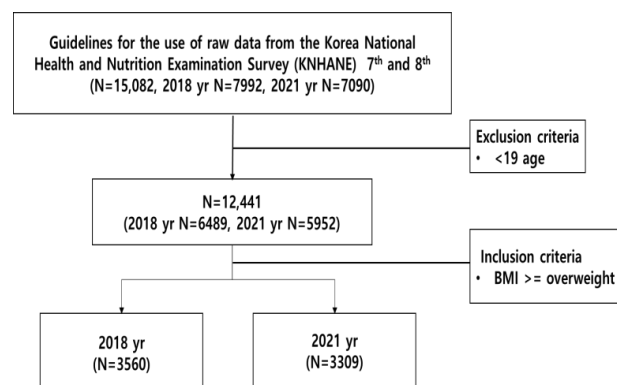 Guidelines for the use of raw data from the Korea National
Health and Nutrition Examination Survey (KNHANE) 7th and 8th
(N=15,082, 2018 yr N=7992, 2021 yr N=7090)
Exclusion criteria
• <19 age
N=12,441
(2018 yr N=6489, 2021 yr N=5952)
Inclusion criteria
• BMI >= overweight
2018 yr
(N=3560)
2021 yr
(N=3309)